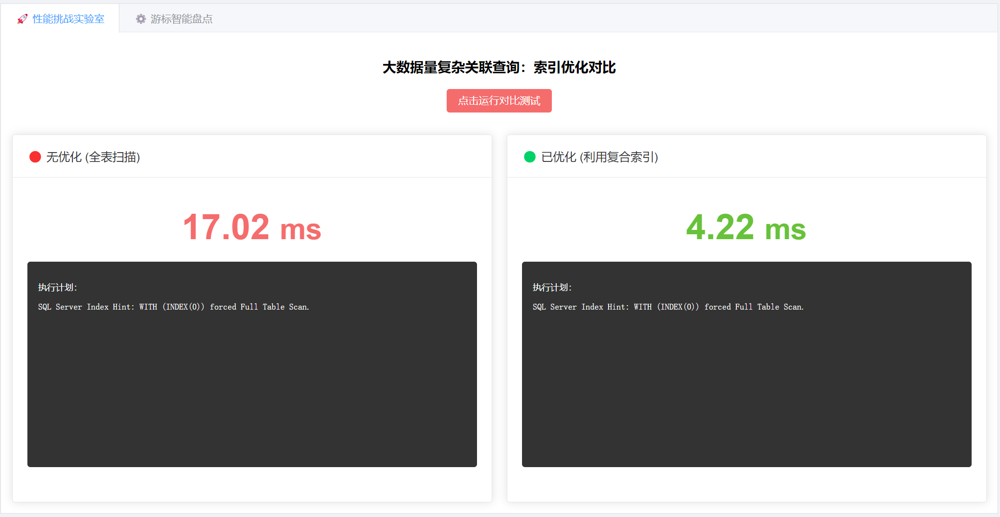 性能挑战实验室
游标智能盘点
大数据量复杂关联查询：索引优化对比
点击运行对比测试
无优化 (全表扫描)
17.02 ms
执行计划：
SQL Server Index Hint: WITH (INDEX(0)) forced Full Table Scan.
已优化 (利用复合索引)
4.22 ms
执行计划：
SQL Server Index Hint: WITH (INDEX(0)) forced Full Table Scan.